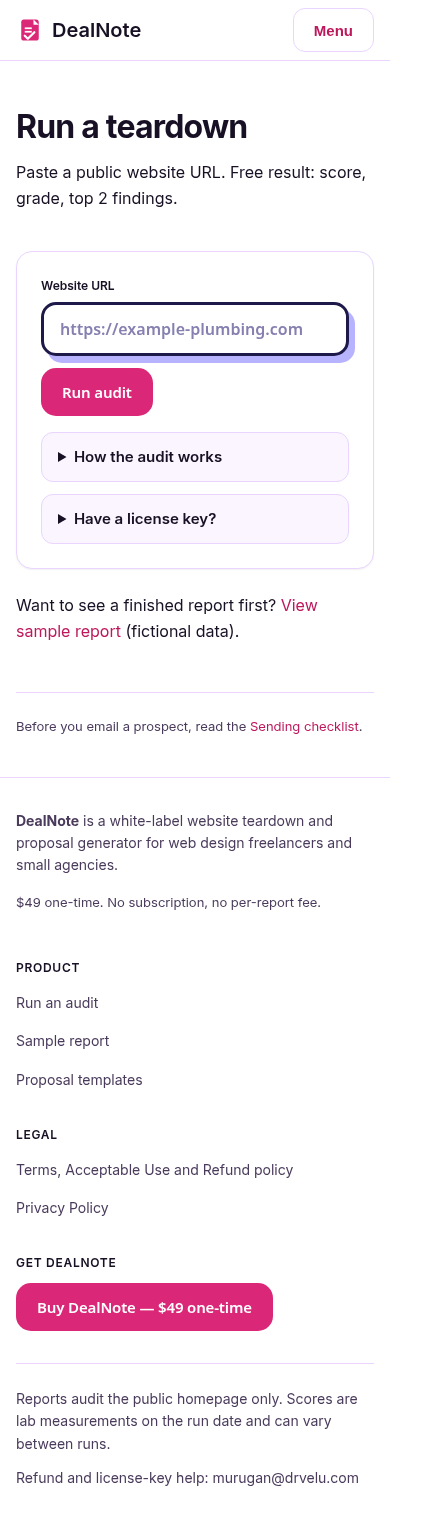 DealNote
Menu
Run a teardown
Paste a public website URL. Free result: score,
grade, top 2 findings.
Website URL
https://example-plumbing.com
Run audit
How the audit works
Have a license key?
Want to see a finished report first? View
sample report (fictional data).
Before you email a prospect, read the Sending checklist.
DealNote is a white-label website teardown and
proposal generator for web design freelancers and
small agencies.
$49 one-time. No subscription, no per-report fee.
PRODUCT
Run an audit
Sample report
Proposal templates
LEGAL
Terms, Acceptable Use and Refund policy
Privacy Policy
GET DEALNOTE
Buy DealNote — $49 one-time
Reports audit the public homepage only. Scores are
lab measurements on the run date and can vary
between runs.
Refund and license-key help: murugan@drvelu.com